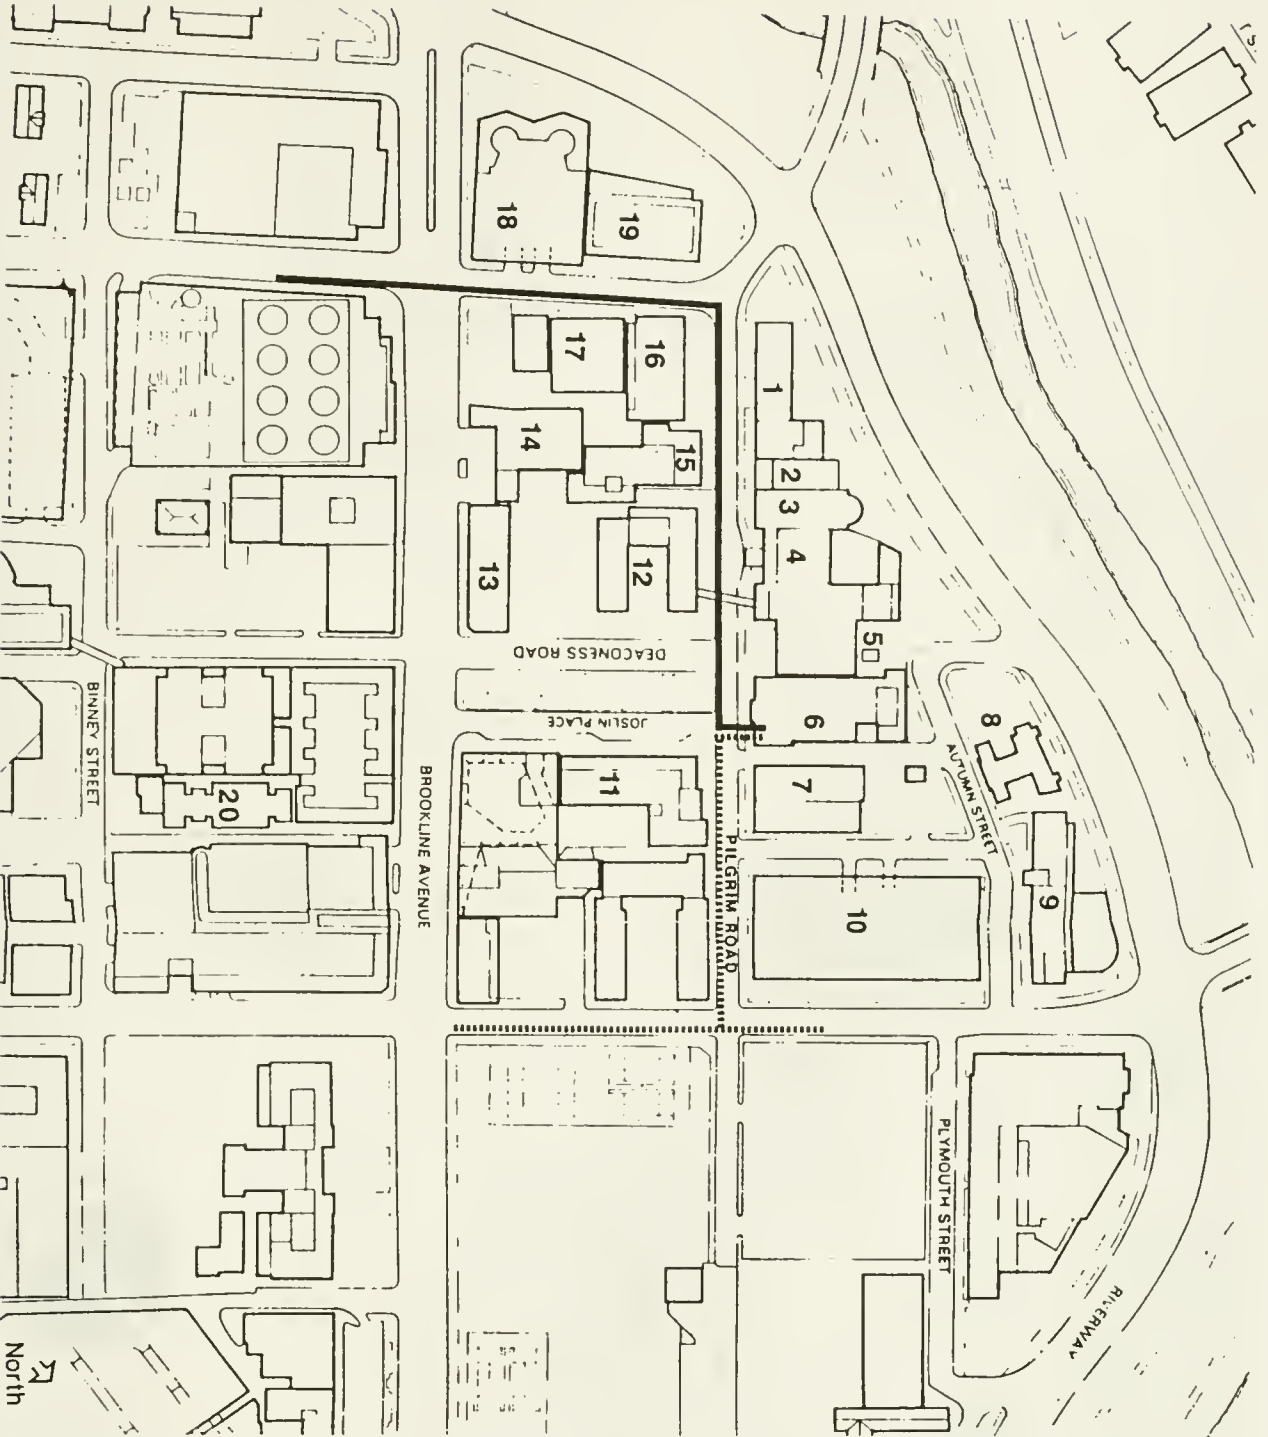 18
19
17
16
1
14
15
2
3
4
13
12
5
DEACONESS ROAD
6
JOSLIN PLACE
8
BINNEY STREET
20
BROOKLINE AVENUE
11
7
AUTUMN STREET
PILGRIM ROAD
10
9
PLYMOUTH STREET
RIVERWAY
North